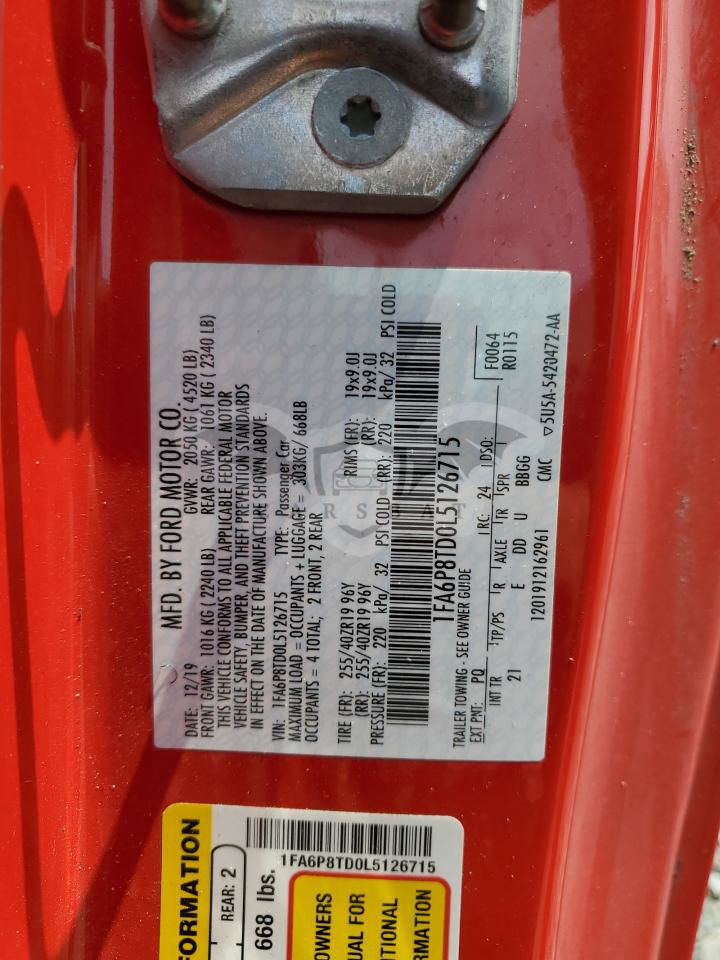 MFD. BY FORD MOTOR CO.
DATE: 12/19 GVWR: 2050 KG ( 4520 LB)
FRONT GAWR: 1016 KG ( 2240 LB) REAR GAWR: 1061 KG ( 2340 LB)
THIS VEHICLE CONFORMS TO ALL APPLICABLE FEDERAL MOTOR
VEHICLE SAFETY, BUMPER, AND THEFT PREVENTION STANDARDS
IN EFFECT ON THE DATE OF MANUFACTURE SHOWN ABOVE.
VIN: 1FA6P8TD0L5126715 TYPE: Passenger Car
MAXIMUM LOAD = OCCUPANTS + LUGGAGE = 303KG/ 668LB
OCCUPANTS = 4 TOTAL; 2 FRONT, 2 REAR
TIRE (FR): 255/40ZR19 96Y RIMS (FR): 19x9.0J
(RR): 255/40ZR19 96Y (RR): 19x9.0J
PRESSURE (FR): 220 kPa/ 32 PSI COLD (RR): 220 kPa/ 32 PSI COLD
1FA6P8TD0L5126715
TRAILER TOWING - SEE OWNER GUIDE
EXT PNT: PQ RC: 24 DSO: F0064
R0115
INT TR TP/PS R AXLE TR SPR
21 E DD U BBGG
1201912162961 CMC ▽5U5A-5420472-AA
FORMATION
REAR: 2
668 lbs.
1FA6P8TD0L5126715
OWNERS
UAL FOR
ITIONAL
RMATION